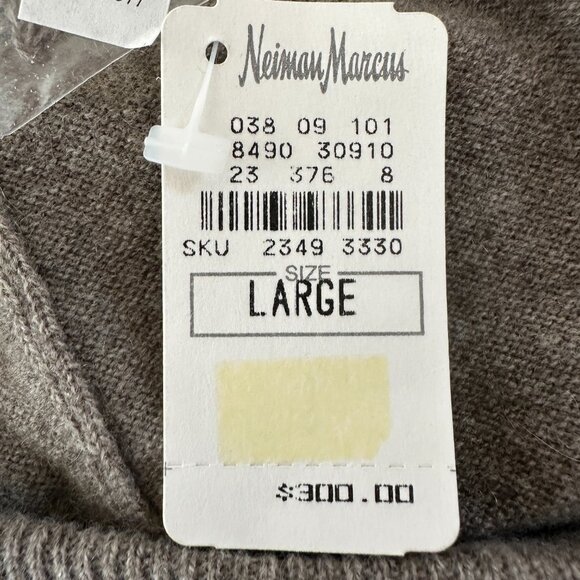 Neiman Marcus
038 09 101
8490 30910
23 376 8
SKU 2349 3330
SIZE
LARGE
$300.00